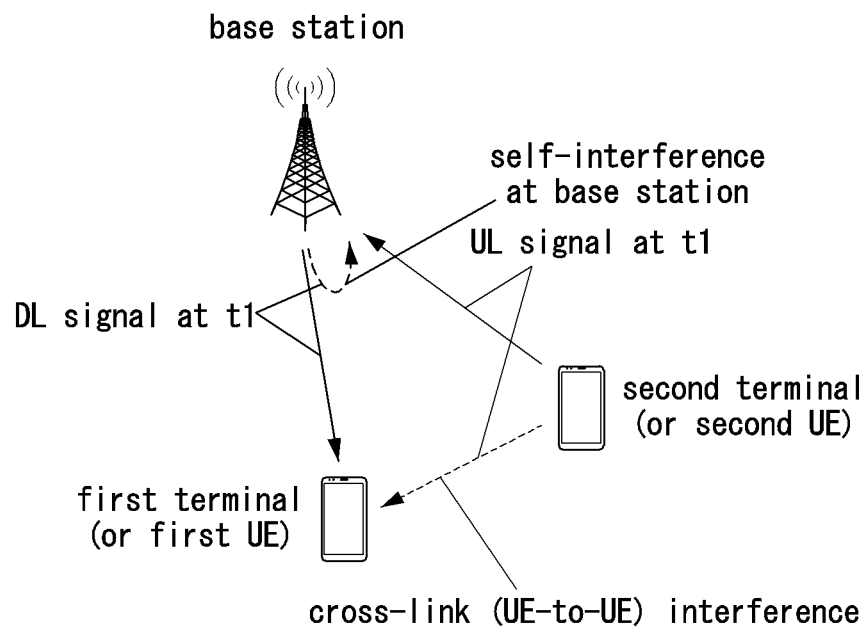 base station
self-interference
at base station
UL signal at t1
DL signal at t1
second terminal
(or second UE)
first terminal
(or first UE)
cross-link (UE-to-UE) interference